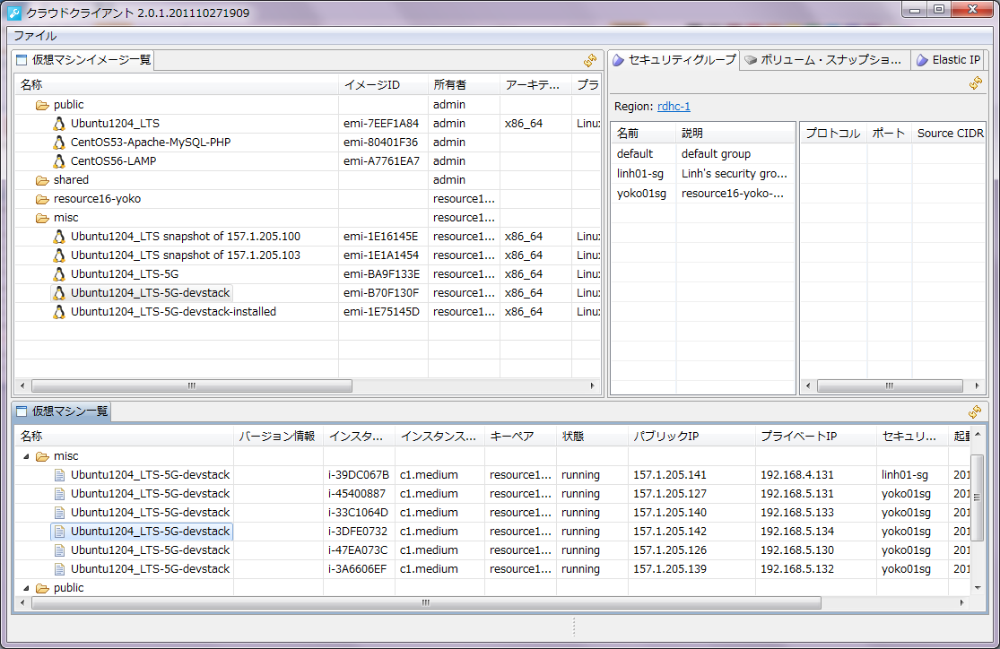 クラウドクライアント 2.0.1.201110271909
ファイル
仮想マシンイメージ一覧
名称 イメージID 所有者 アーキテ... プラ
public admin
Ubuntu1204_LTS emi-7EEF1A84 admin x86_64 Linux
CentOS53-Apache-MySQL-PHP emi-80401F36 admin
CentOS56-LAMP emi-A7761EA7 admin
shared admin
resource16-yoko resource1...
misc resource1...
Ubuntu1204_LTS snapshot of 157.1.205.100 emi-1E16145E resource1... x86_64 Linux
Ubuntu1204_LTS snapshot of 157.1.205.103 emi-1E1A1454 resource1... x86_64 Linux
Ubuntu1204_LTS-5G emi-BA9F133E resource1... x86_64 Linux
Ubuntu1204_LTS-5G-devstack emi-B70F130F resource1... x86_64 Linux
Ubuntu1204_LTS-5G-devstack-installed emi-1E75145D resource1... x86_64 Linux
セキュリティグループ ボリューム・スナップショ... Elastic IP
Region: rdhc-1
名前 説明
default default group
linh01-sg Linh's security gro...
yoko01sg resource16-yoko-...
プロトコル ポート Source CIDR
仮想マシン一覧
名称 バージョン情報 インスタ... インスタンス... キーペア 状態 パブリックIP プライベートIP セキュリ... 起動
misc
Ubuntu1204_LTS-5G-devstack i-39DC067B c1.medium resource1... running 157.1.205.141 192.168.4.131 linh01-sg 201
Ubuntu1204_LTS-5G-devstack i-45400887 c1.medium resource1... running 157.1.205.127 192.168.5.131 yoko01sg 201
Ubuntu1204_LTS-5G-devstack i-33C1064D c1.medium resource1... running 157.1.205.140 192.168.5.133 yoko01sg 201
Ubuntu1204_LTS-5G-devstack i-3DFE0732 c1.medium resource1... running 157.1.205.142 192.168.5.134 yoko01sg 201
Ubuntu1204_LTS-5G-devstack i-47EA073C c1.medium resource1... running 157.1.205.126 192.168.5.130 yoko01sg 201
Ubuntu1204_LTS-5G-devstack i-3A6606EF c1.medium resource1... running 157.1.205.139 192.168.5.132 yoko01sg 201
public